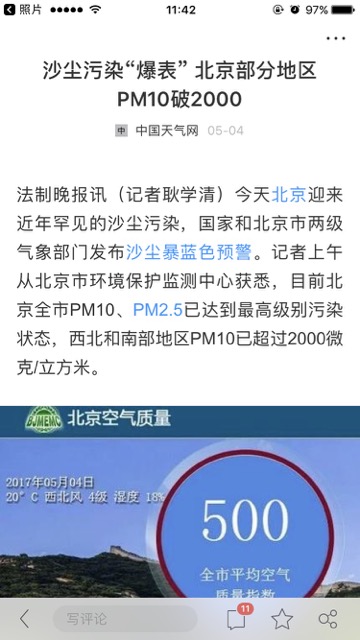 照片
11:42
97%
沙尘污染“爆表” 北京部分地区
PM10破2000
中 中国天气网 05-04
法制晚报讯（记者耿学清）今天北京迎来
近年罕见的沙尘污染，国家和北京市两级
气象部门发布沙尘暴蓝色预警。记者上午
从北京市环境保护监测中心获悉，目前北
京全市PM10、PM2.5已达到最高级别污染
状态，西北和南部地区PM10已超过2000微
克/立方米。
BJMEMC 北京空气质量
2017年05月04日
20°C 西北风 4级 湿度 18%
500
全市平均空气
质量指数
写评论
11